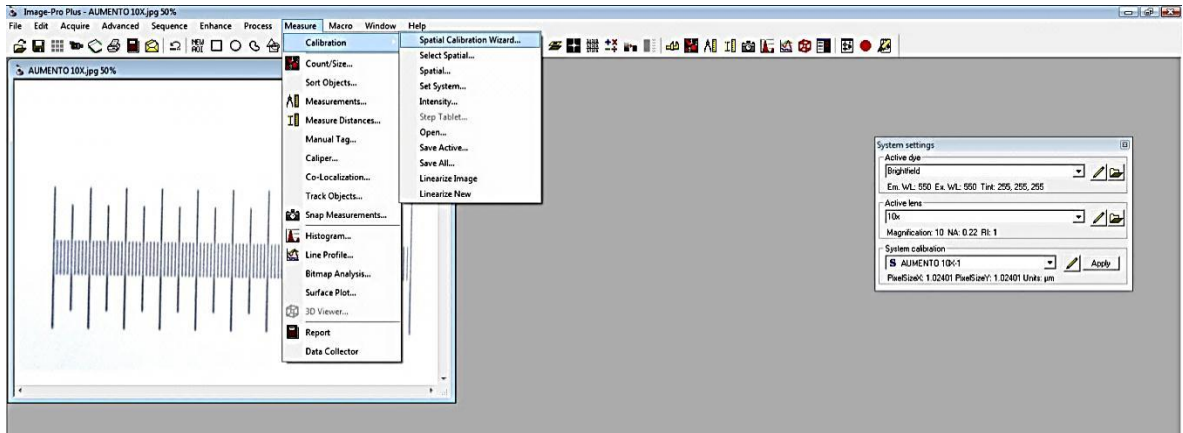 Image-Pro Plus - AUMENTO 10X.jpg 50%
File Edit Acquire Advanced Sequence Enhance Process Measure Macro Window Help
NEW AOI
AUMENTO 10X.jpg 50%
Calibration
Count/Size...
Sort Objects...
Measurements...
Measure Distances...
Manual Tag...
Caliper...
Co-Localization...
Track Objects...
Snap Measurements...
Histogram...
Line Profile...
Bitmap Analysis...
Surface Plot...
3D Viewer...
Report
Data Collector
Spatial Calibration Wizard...
Select Spatial...
Spatial...
Set System...
Intensity...
Step Tablet...
Open...
Save Active...
Save All...
Linearize Image
Linearize New
System settings
Active dye
Brightfield
Em. WL: 550 Ex. WL: 550 Tint: 255, 255, 255
Active lens
10x
Magnification: 10 NA: 0.22 RI: 1
System calibration
S AUMENTO 10X-1
Apply
PixelSizeX: 1.02401 PixelSizeY: 1.02401 Units: µm